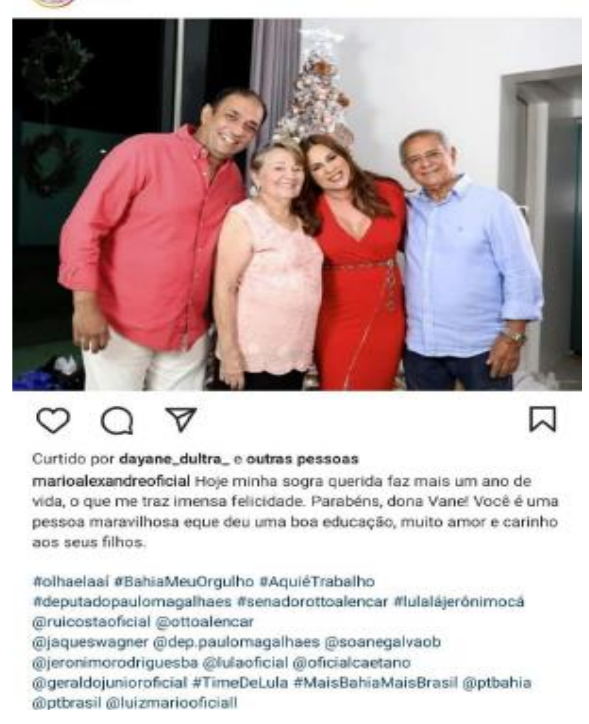 Curtido por dayane_dultra_ e outras pessoas
marioalexandreoficial Hoje minha sogra querida faz mais um ano de
vida, o que me traz imensa felicidade. Parabéns, dona Vane! Você é uma
pessoa maravilhosa eque deu uma boa educação, muito amor e carinho
aos seus filhos.
#olhaelaaí #BahiaMeuOrgulho #AquiéTrabalho
#deputadopaulomagalhaes #senadorottoalencar #lulalájerônimocá
@ruicostaoficial @ottoalencar
@jaqueswagner @dep.paulomagalhaes @soanegalvaob
@jeronimorodriguesba @lulaoficial @oficialcaetano
@geraldojunioroficial #TimeDeLula #MaisBahiaMaisBrasil @ptbahia
@ptbrasil @luizmarioooficiall